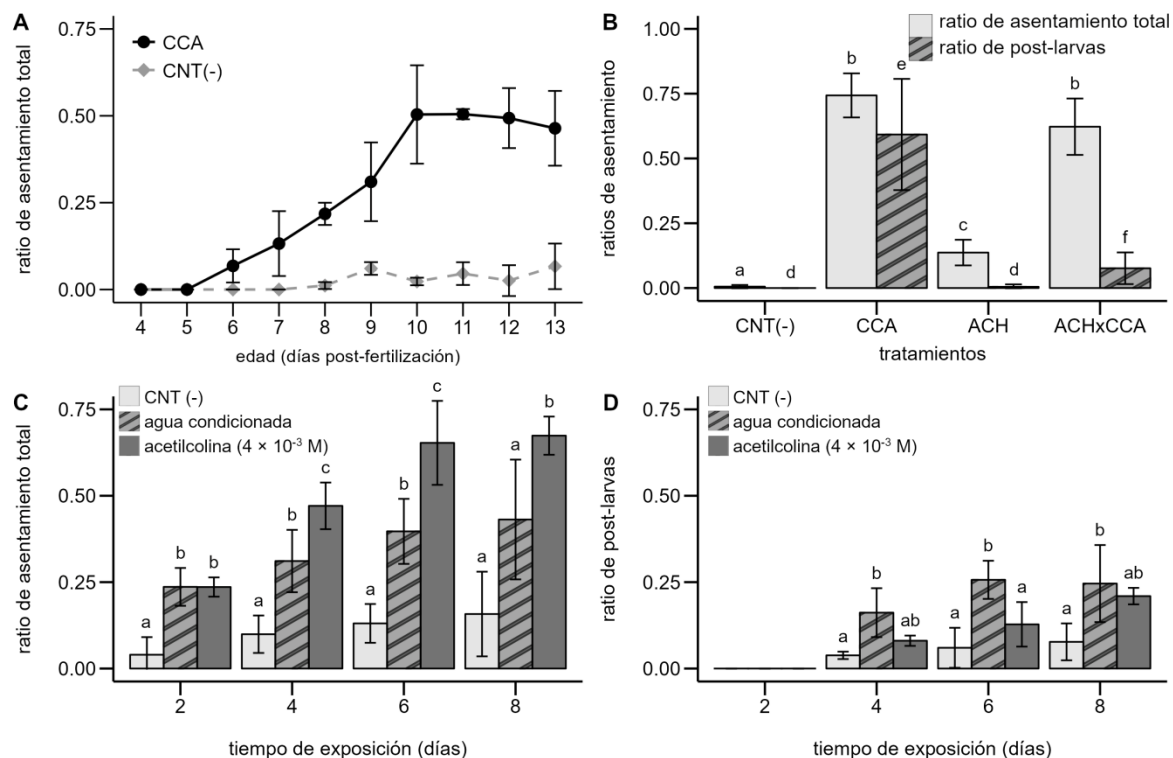 A
0.75
0.50
0.25
0.00
ratio de asentamiento total
CCA
CNT(-)
4 5 6 7 8 9 10 11 12 13
edad (días post-fertilización)
B
1.00
0.75
0.50
0.25
0.00
ratios de asentamiento
ratio de asentamiento total
ratio de post-larvas
a d b e c d b f
CNT(-) CCA ACH ACHxCCA
tratamientos
C
0.75
0.50
0.25
0.00
ratio de asentamiento total
CNT (-)
agua condicionada
acetilcolina (4 × 10⁻³ M)
a b b a b c a b c a a b
2 4 6 8
tiempo de exposición (días)
D
0.75
0.50
0.25
0.00
ratio de post-larvas
CNT (-)
agua condicionada
acetilcolina (4 × 10⁻³ M)
a b ab a b a a b ab
2 4 6 8
tiempo de exposición (días)